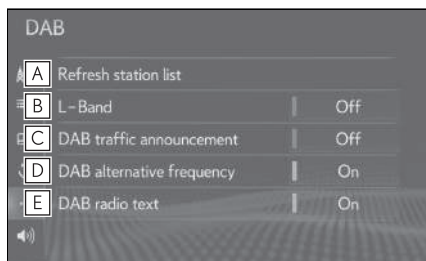 DAB
A Refresh station list
B L-Band Off
C DAB traffic announcement Off
D DAB alternative frequency On
E DAB radio text On